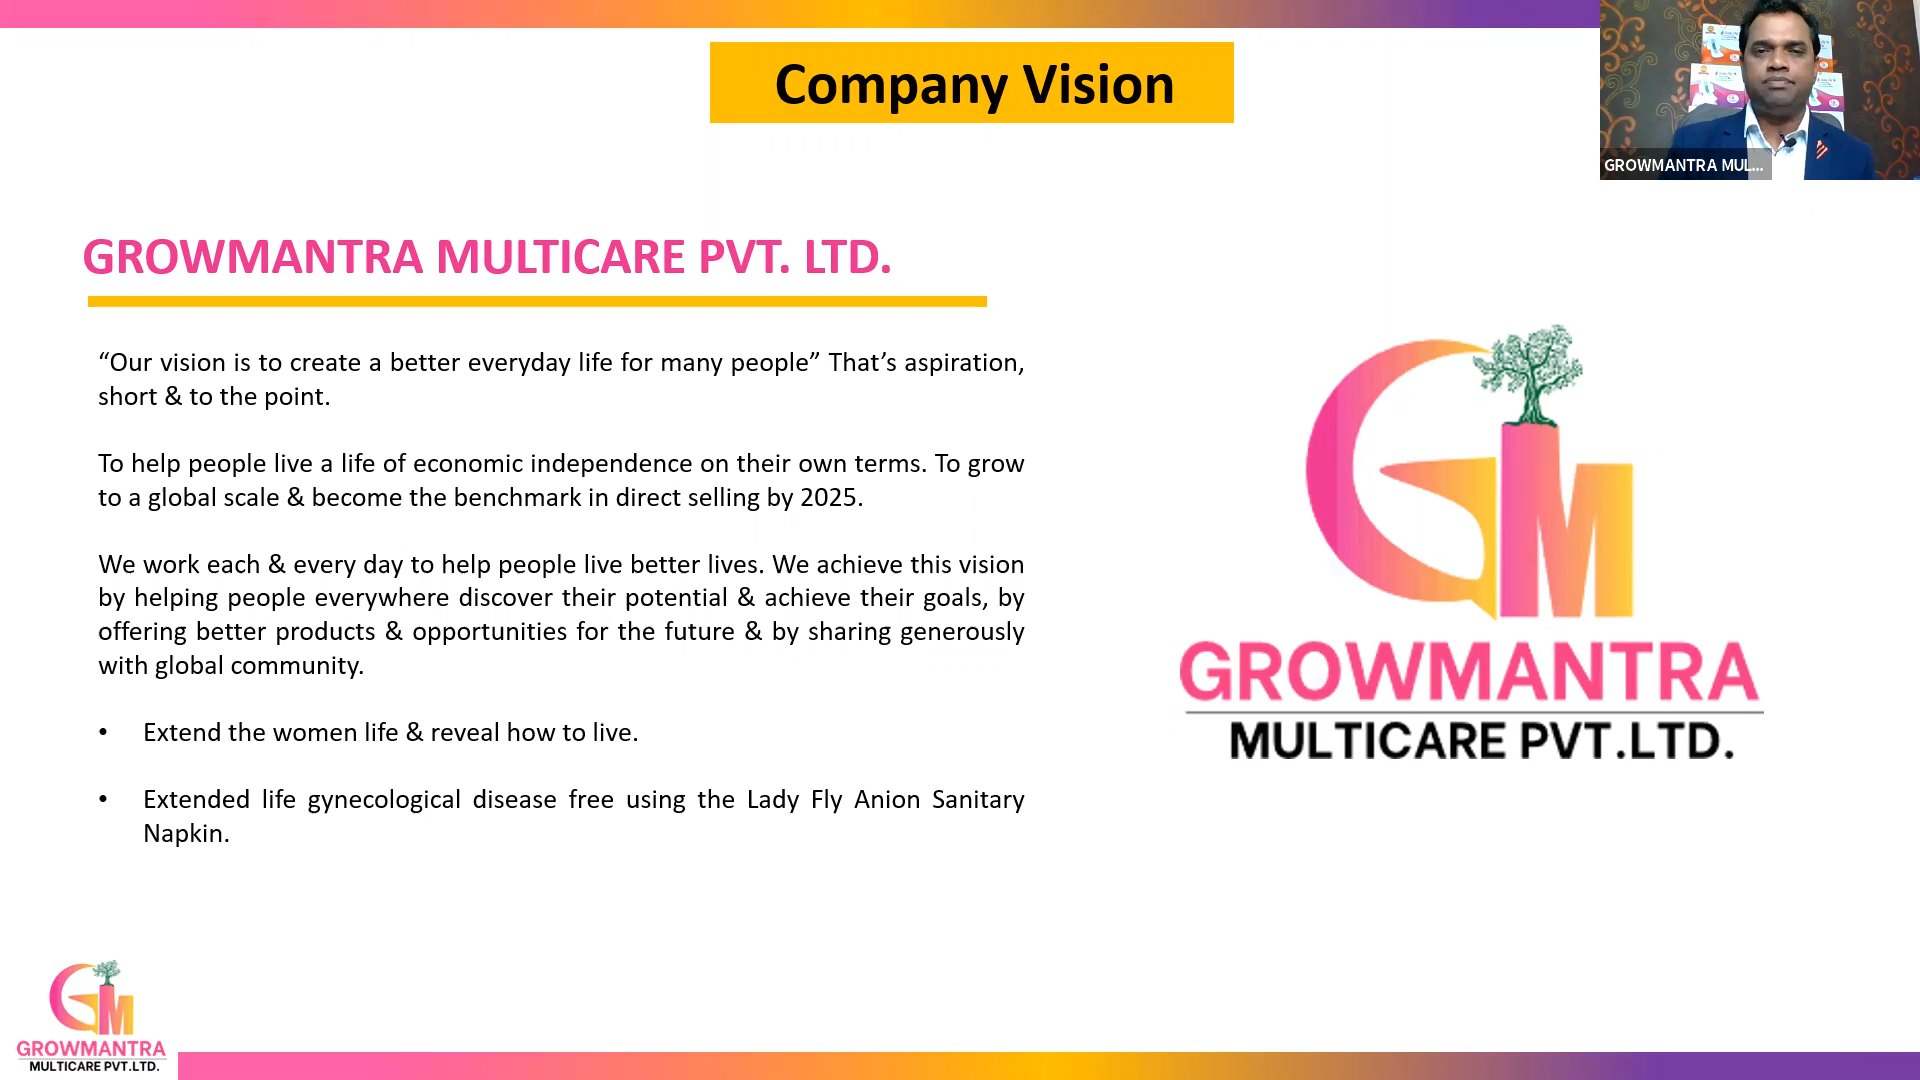 Company Vision
GROWMANTRA MUL...
GROWMANTRA MULTICARE PVT. LTD.
“Our vision is to create a better everyday life for many people” That’s aspiration,
short & to the point.
To help people live a life of economic independence on their own terms. To grow
to a global scale & become the benchmark in direct selling by 2025.
We work each & every day to help people live better lives. We achieve this vision
by helping people everywhere discover their potential & achieve their goals, by
offering better products & opportunities for the future & by sharing generously
with global community.
• Extend the women life & reveal how to live.
• Extended life gynecological disease free using the Lady Fly Anion Sanitary
Napkin.
GM
GROWMANTRA
MULTICARE PVT.LTD.
GM
GROWMANTRA
MULTICARE PVT.LTD.